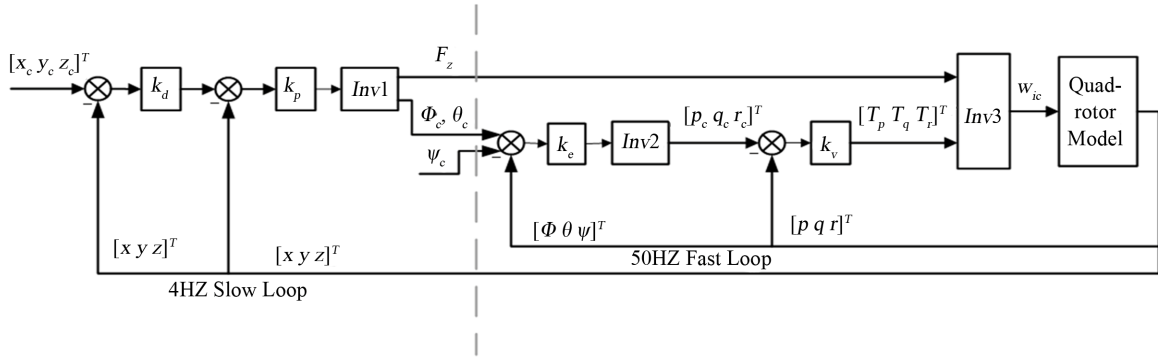 [x_c y_c z_c]^T
k_d
k_p
Inv1
F_z
Φ_c, θ_c
ψ_c
k_e
Inv2
[p_c q_c r_c]^T
k_v
[T_p T_q T_r]^T
Inv3
w_ic
Quad-
rotor
Model
[x y z]^T
[x y z]^T
[Φ θ ψ]^T
[p q r]^T
50HZ Fast Loop
4HZ Slow Loop